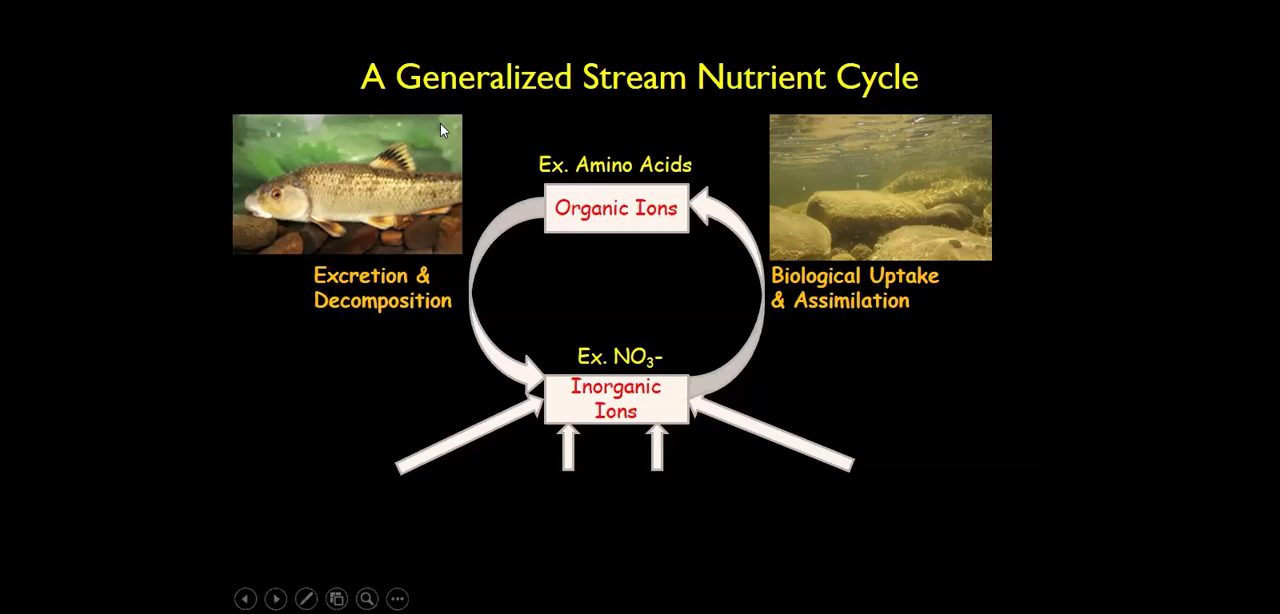 A Generalized Stream Nutrient Cycle
Ex. Amino Acids
Organic Ions
Excretion &
Decomposition
Biological Uptake
& Assimilation
Ex. NO₃-
Inorganic
Ions